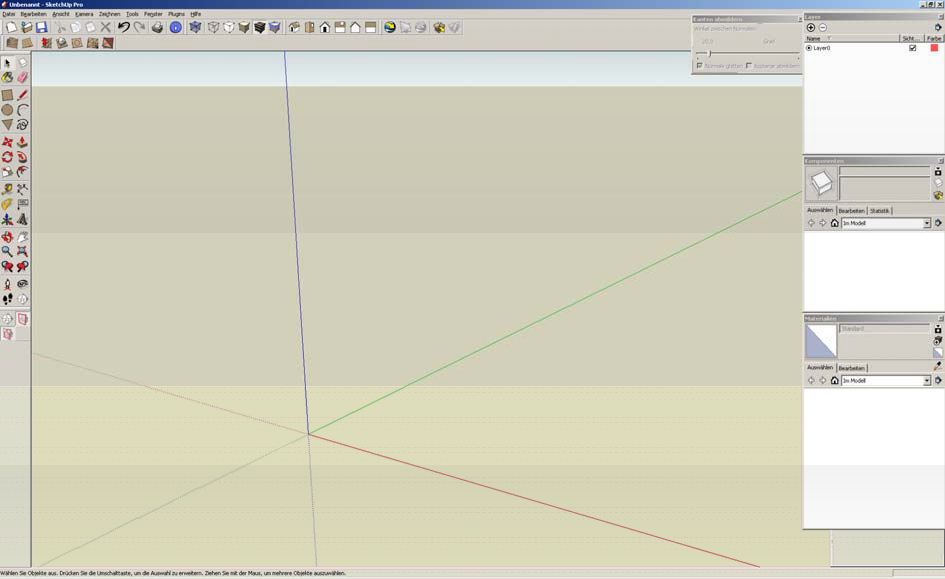 Unbenannt - SketchUp Pro
Datei Bearbeiten Ansicht Kamera Zeichnen Tools Fenster Plugins Hilfe
Kanten abmildern
Winkel zwischen Normalen:
20,0 Grad
Normale glätten Koplanare abmildern
Layer
Name Sicht... Farbe
Layer0
Komponenten
Auswählen Bearbeiten Statistik
Im Modell
Materialien
Standard
Auswählen Bearbeiten
Im Modell
Wählen Sie Objekte aus. Drücken Sie die Umschalttaste, um die Auswahl zu erweitern. Ziehen Sie mit der Maus, um mehrere Objekte auszuwählen.